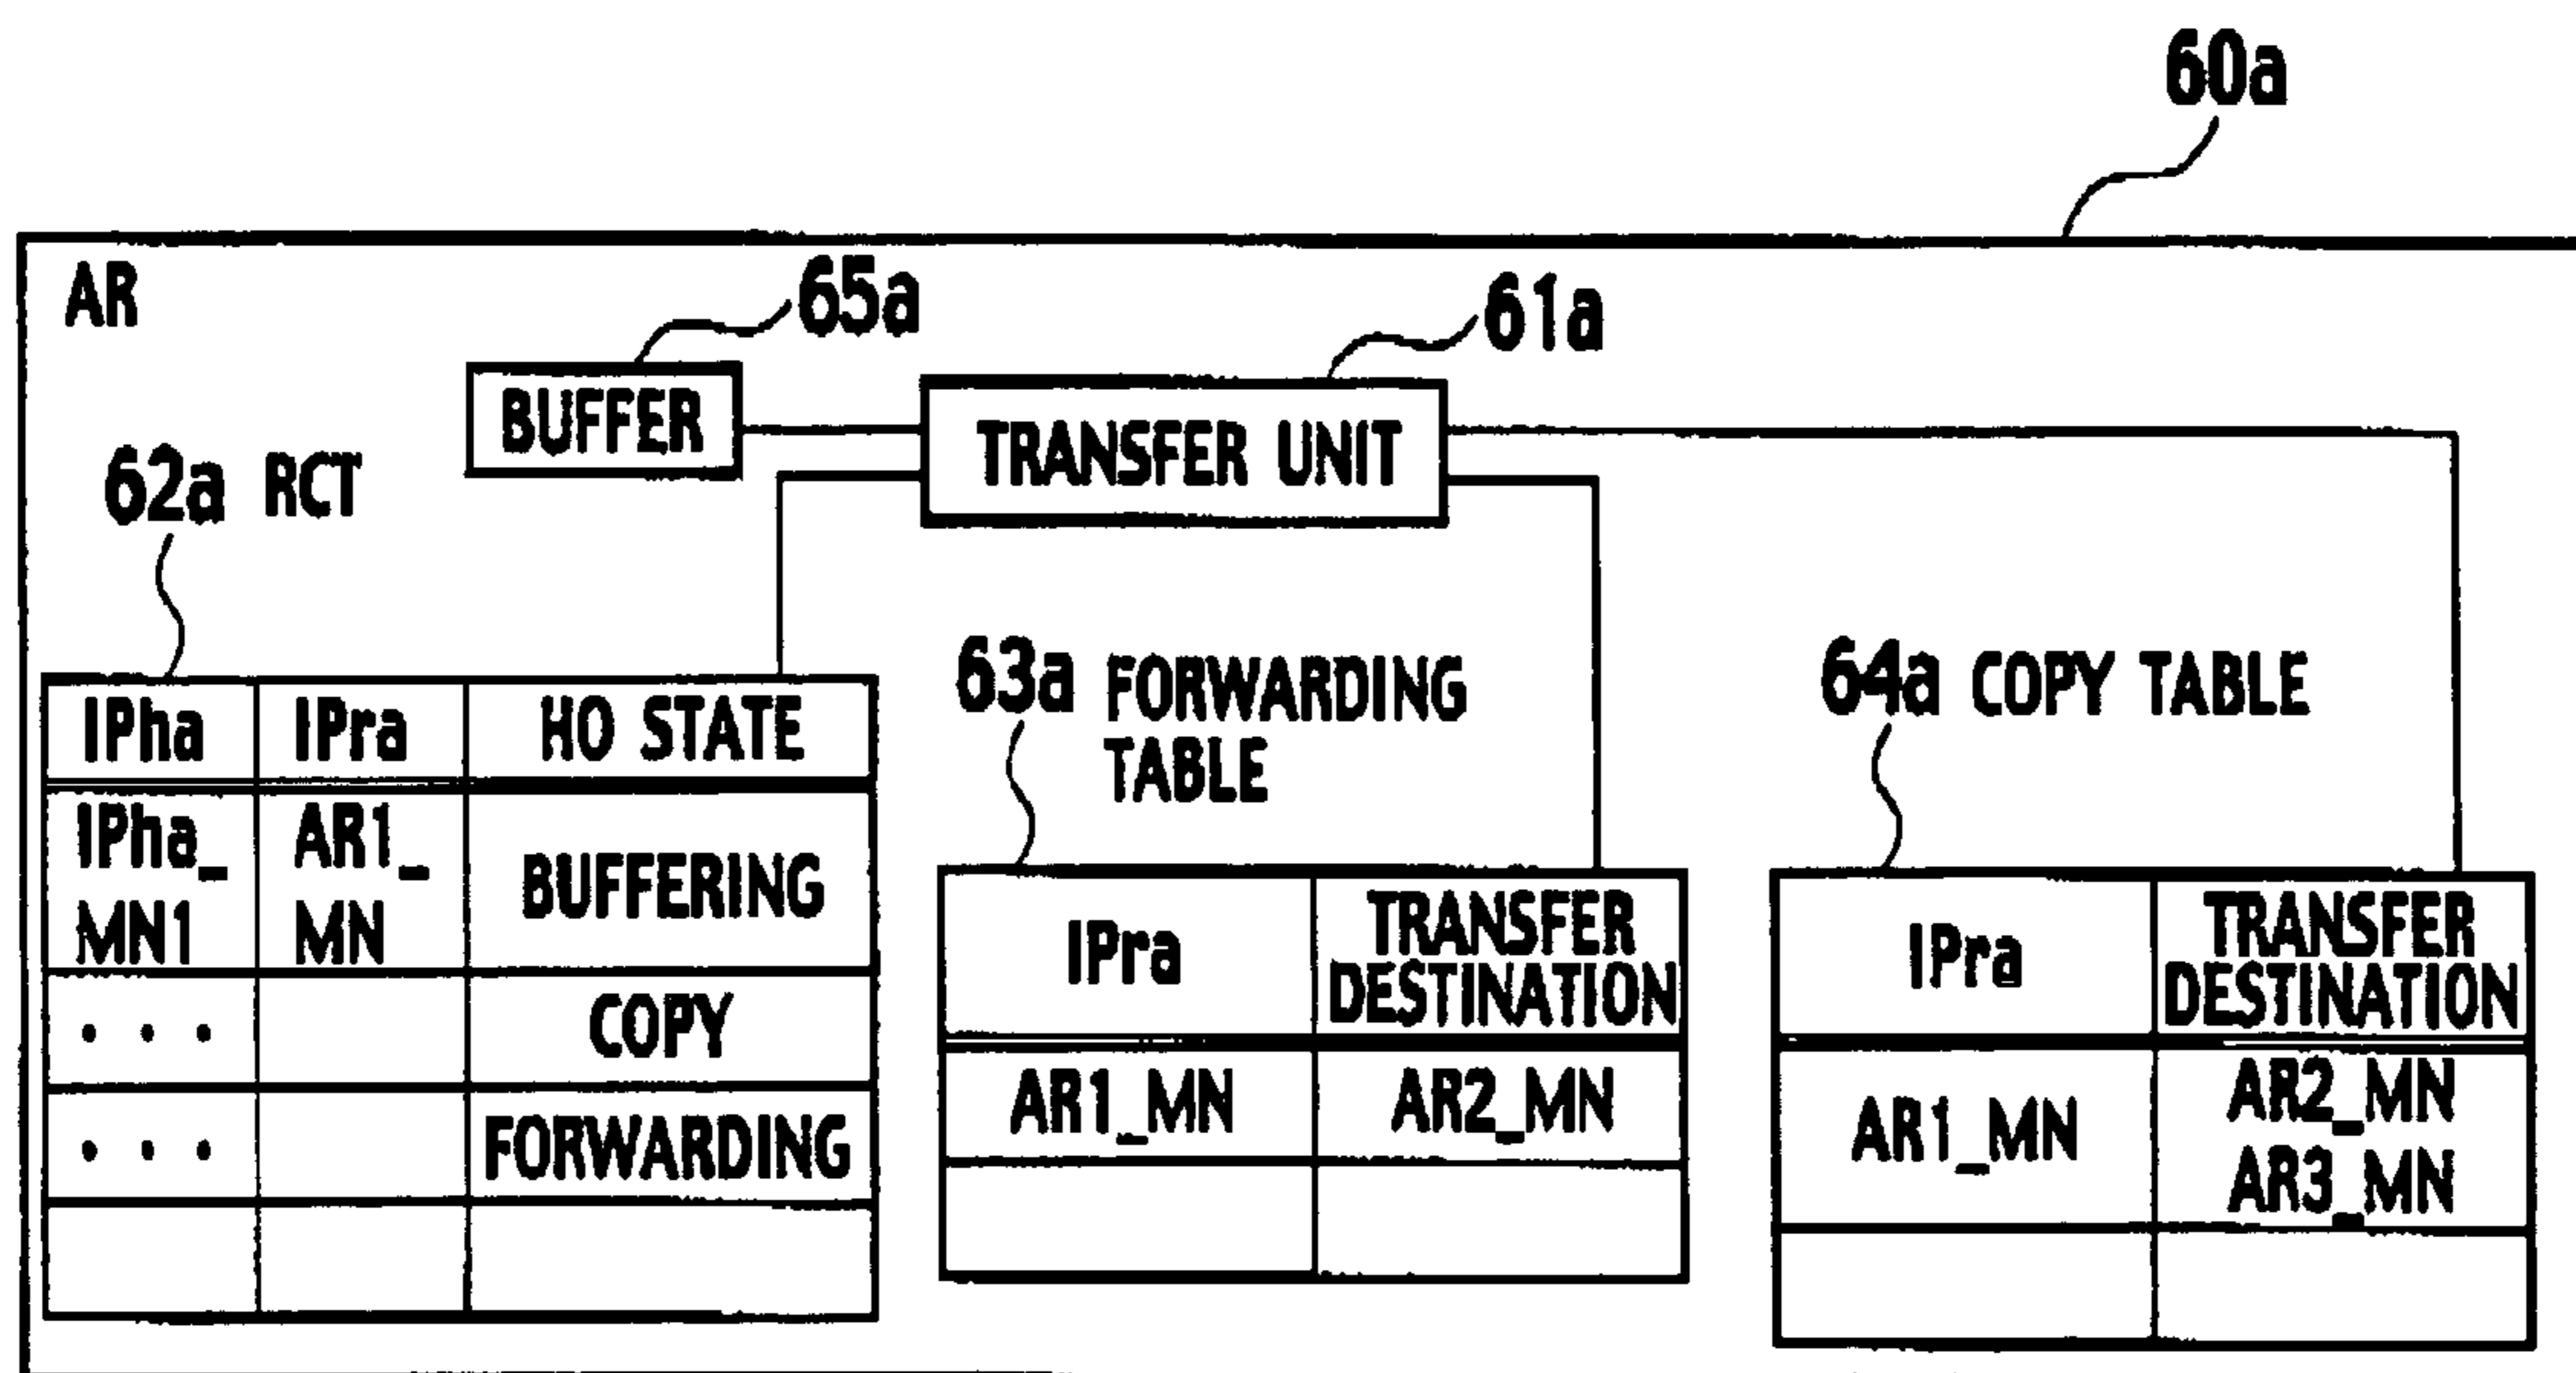 60a
AR
65a
61a
BUFFER
TRANSFER UNIT
62a RCT
63a FORWARDING
TABLE
64a COPY TABLE
IPha IPra HO STATE
IPha_
MN1
AR1_
MN
BUFFERING
. . . COPY
. . . FORWARDING
IPra
TRANSFER
DESTINATION
AR1_MN AR2_MN
IPra
TRANSFER
DESTINATION
AR1_MN
AR2_MN
AR3_MN